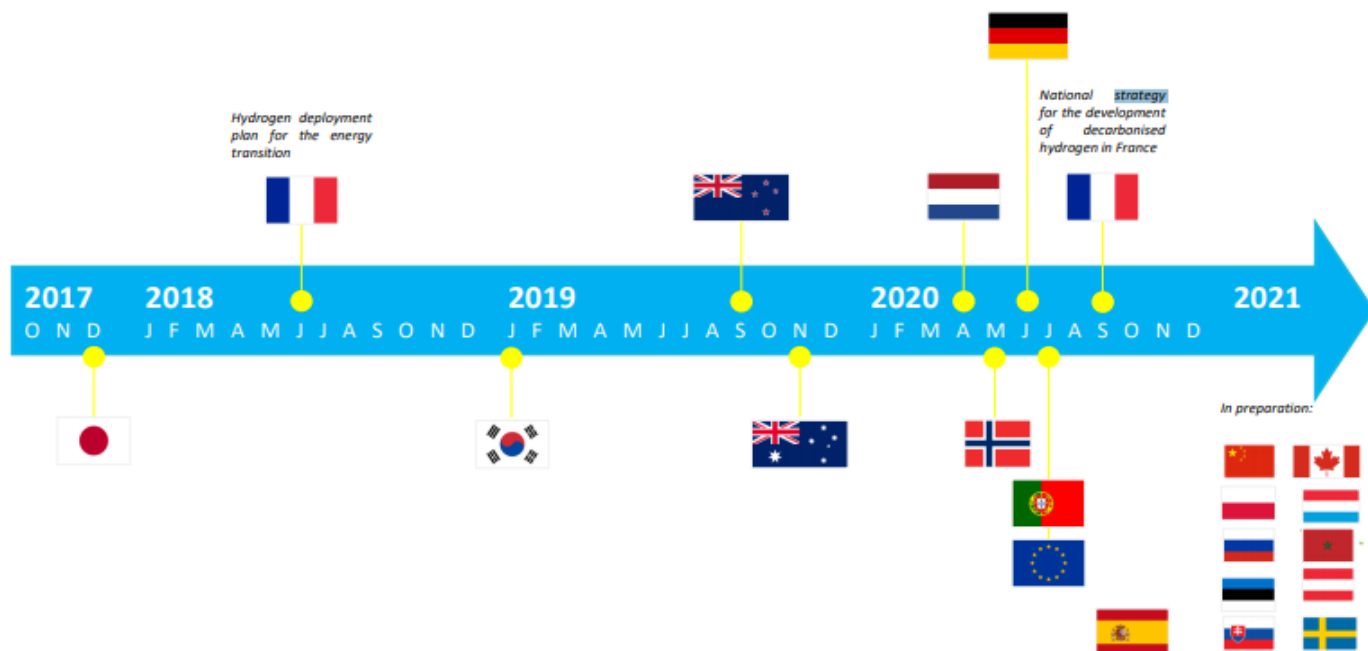 Hydrogen deployment
plan for the energy
transition
National strategy
for the development
of decarbonised
hydrogen in France
2017 2018 2019 2020 2021
O N D J F M A M J J A S O N D J F M A M J J A S O N D J F M A M J J A S O N D
In preparation: